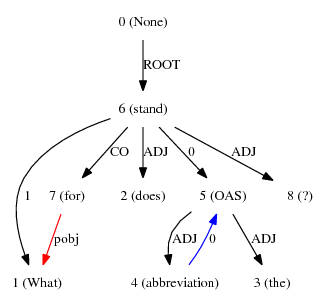 0 (None)
ROOT
6 (stand)
CO ADJ 0 ADJ
1 7 (for) 2 (does) 5 (OAS) 8 (?)
pobj ADJ 0 ADJ
1 (What) 4 (abbreviation) 3 (the)